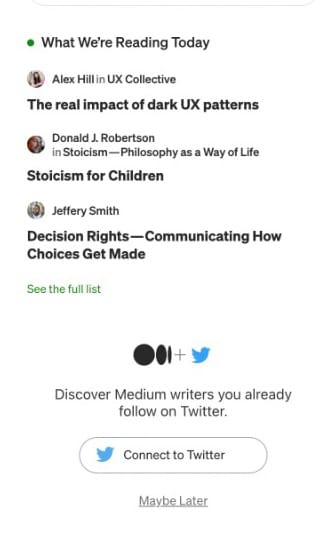 What We're Reading Today
Alex Hill in UX Collective
The real impact of dark UX patterns
Donald J. Robertson
in Stoicism—Philosophy as a Way of Life
Stoicism for Children
Jeffery Smith
Decision Rights—Communicating How
Choices Get Made
See the full list
+
Discover Medium writers you already
follow on Twitter.
Connect to Twitter
Maybe Later